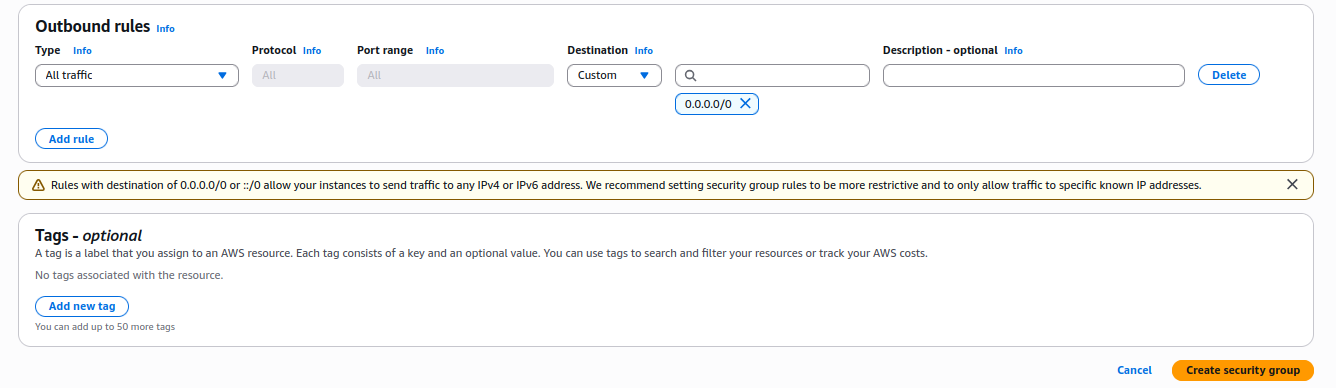 Outbound rules Info
Type Info Protocol Info Port range Info Destination Info Description - optional Info
All traffic All All Custom Delete
0.0.0.0/0
Add rule
Rules with destination of 0.0.0.0/0 or ::/0 allow your instances to send traffic to any IPv4 or IPv6 address. We recommend setting security group rules to be more restrictive and to only allow traffic to specific known IP addresses.
Tags - optional
A tag is a label that you assign to an AWS resource. Each tag consists of a key and an optional value. You can use tags to search and filter your resources or track your AWS costs.
No tags associated with the resource.
Add new tag
You can add up to 50 more tags
Cancel Create security group